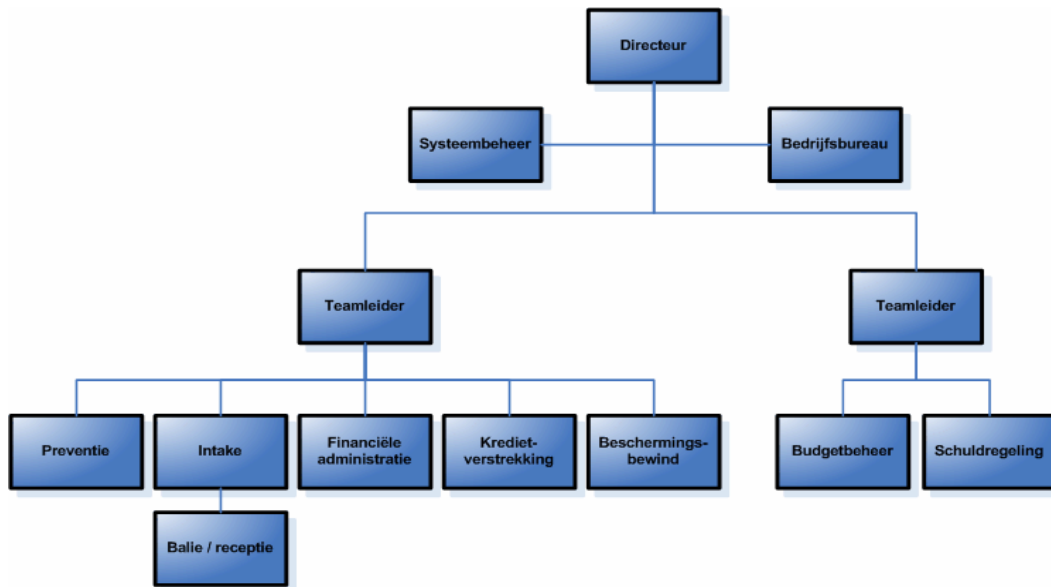 Directeur
Systeembeheer
Bedrijfsbureau
Teamleider
Teamleider
Preventie
Intake
Financiële
administratie
Krediet-
verstrekking
Beschermings-
bewind
Budgetbeheer
Schuldregeling
Balie / receptie